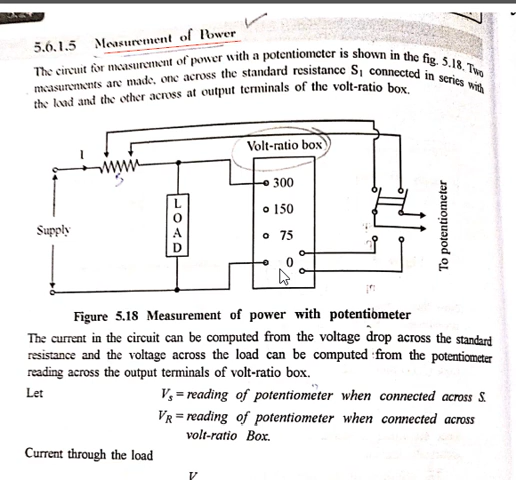 5.6.1.5 Measurement of Power
The circuit for measurement of power with a potentiometer is shown in the fig. 5.18. Two
measurements are made, one across the standard resistance S₁ connected in series with
the load and the other across at output terminals of the volt-ratio box.
Volt-ratio box
I
S
300
150
75
0
L
O
A
D
Supply
To potentiometer
Figure 5.18 Measurement of power with potentiometer
The current in the circuit can be computed from the voltage drop across the standard
resistance and the voltage across the load can be computed from the potentiometer
reading across the output terminals of volt-ratio box.
Let Vs = reading of potentiometer when connected across S.
VR = reading of potentiometer when connected across
volt-ratio Box.
Current through the load
V